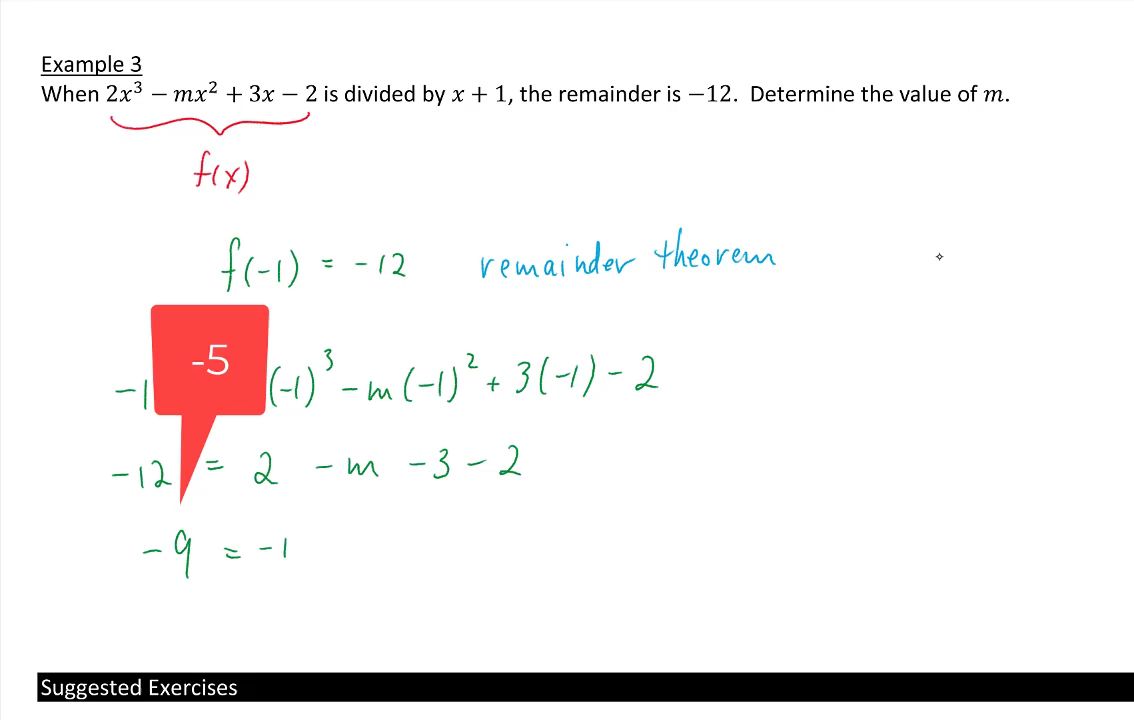 Example 3
When 2x³ − mx² + 3x − 2 is divided by x + 1, the remainder is −12. Determine the value of m.
f(x)
f(-1) = -12 remainder theorem
-5
-1 (-1)³ - m(-1)² + 3(-1) - 2
-12 = 2 - m - 3 - 2
-9 = -1
Suggested Exercises